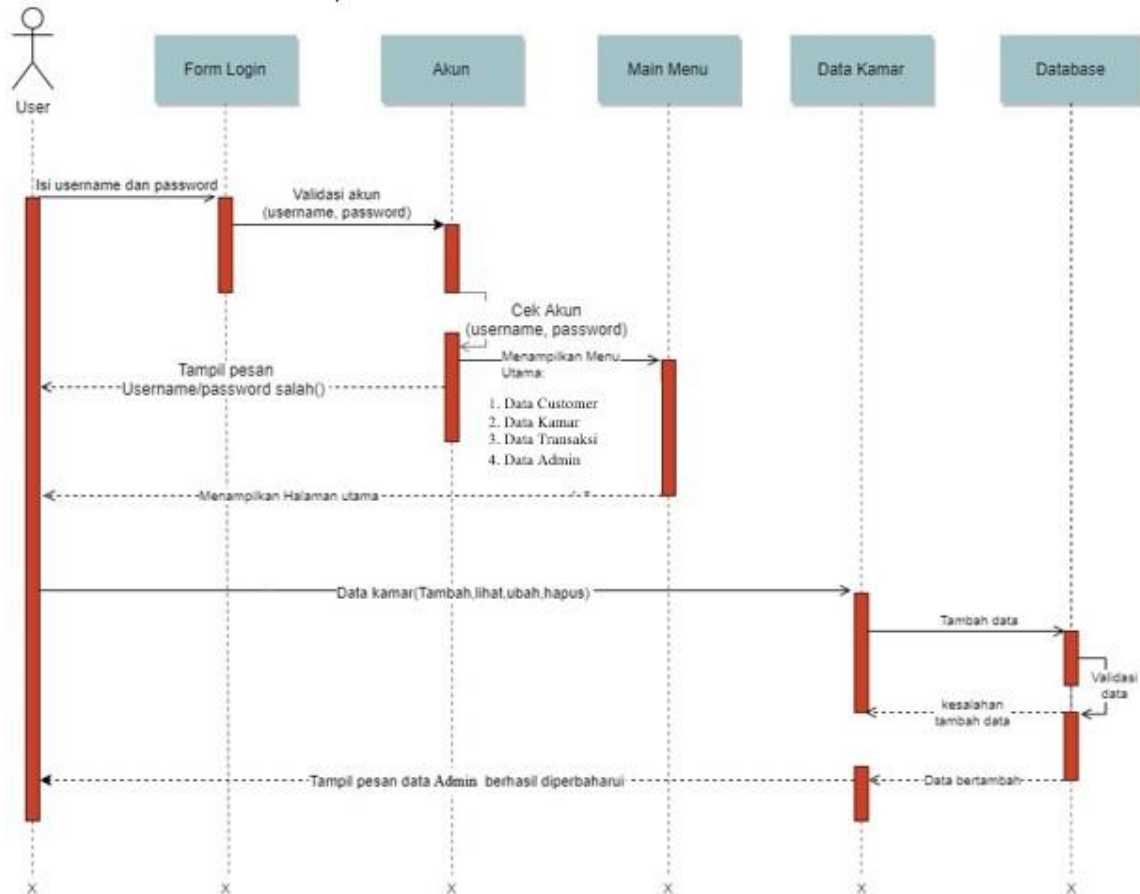 User
Form Login
Akun
Main Menu
Data Kamar
Database
Isi username dan password
Validasi akun
(username, password)
Cek Akun
(username, password)
Menampilkan Menu
Utama:
Tampil pesan
Username/password salah()
1. Data Customer
2. Data Kamar
3. Data Transaksi
4. Data Admin
Menampilkan Halaman utama
Data kamar(Tambah,lihat,ubah,hapus)
Tambah data
Validasi
data
kesalahan
tambah data
Tampil pesan data Admin berhasil diperbaharui
Data bertambah
X
X
X
X
X
X